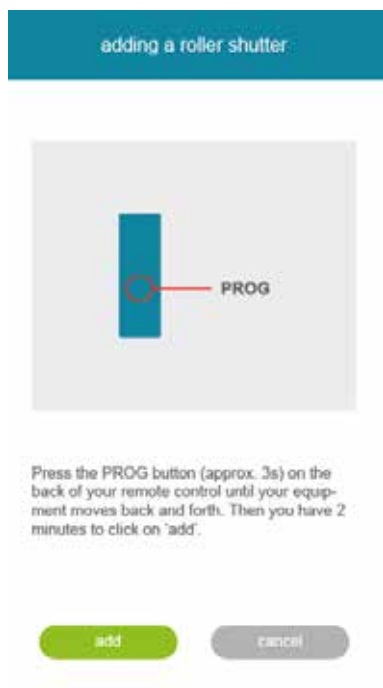 adding a roller shutter
PROG
Press the PROG button (approx. 3s) on the
back of your remote control until your equip-
ment moves back and forth. Then you have 2
minutes to click on 'add'.
add
cancel